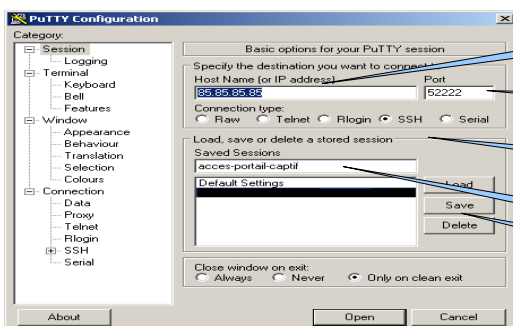 PuTTY Configuration
Category:
Session
Logging
Terminal
Keyboard
Bell
Features
Window
Appearance
Behaviour
Translation
Selection
Colours
Connection
Data
Proxy
Telnet
Rlogin
SSH
Serial
Basic options for your PuTTY session
Specify the destination you want to connect
Host Name (or IP address)
Port
85.85.85.85
52222
Connection type:
Raw
Telnet
Rlogin
SSH
Serial
Load, save or delete a stored session
Saved Sessions
acces-portail-captif
Default Settings
Load
Save
Delete
Close window on exit:
Always
Never
Only on clean exit
About
Open
Cancel